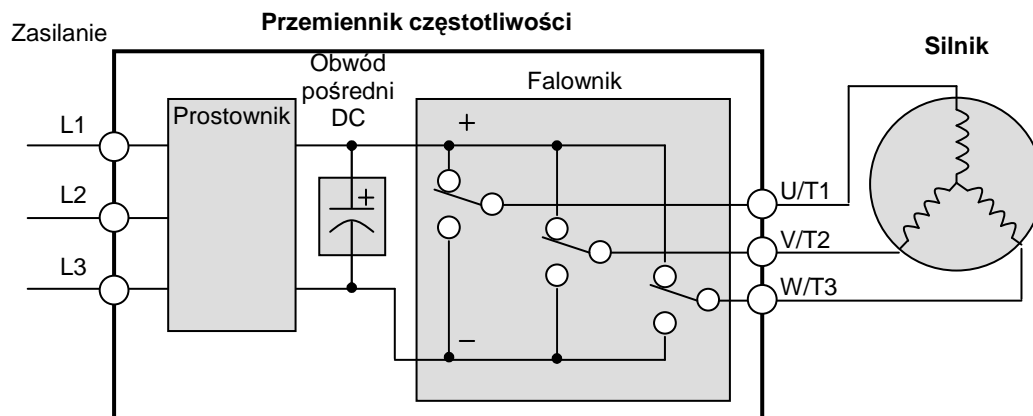 Przemiennik częstotliwości
Zasilanie
Silnik
Obwód
pośredni
DC
Falownik
Prostownik
L1
L2
L3
+
+
–
U/T1
V/T2
W/T3